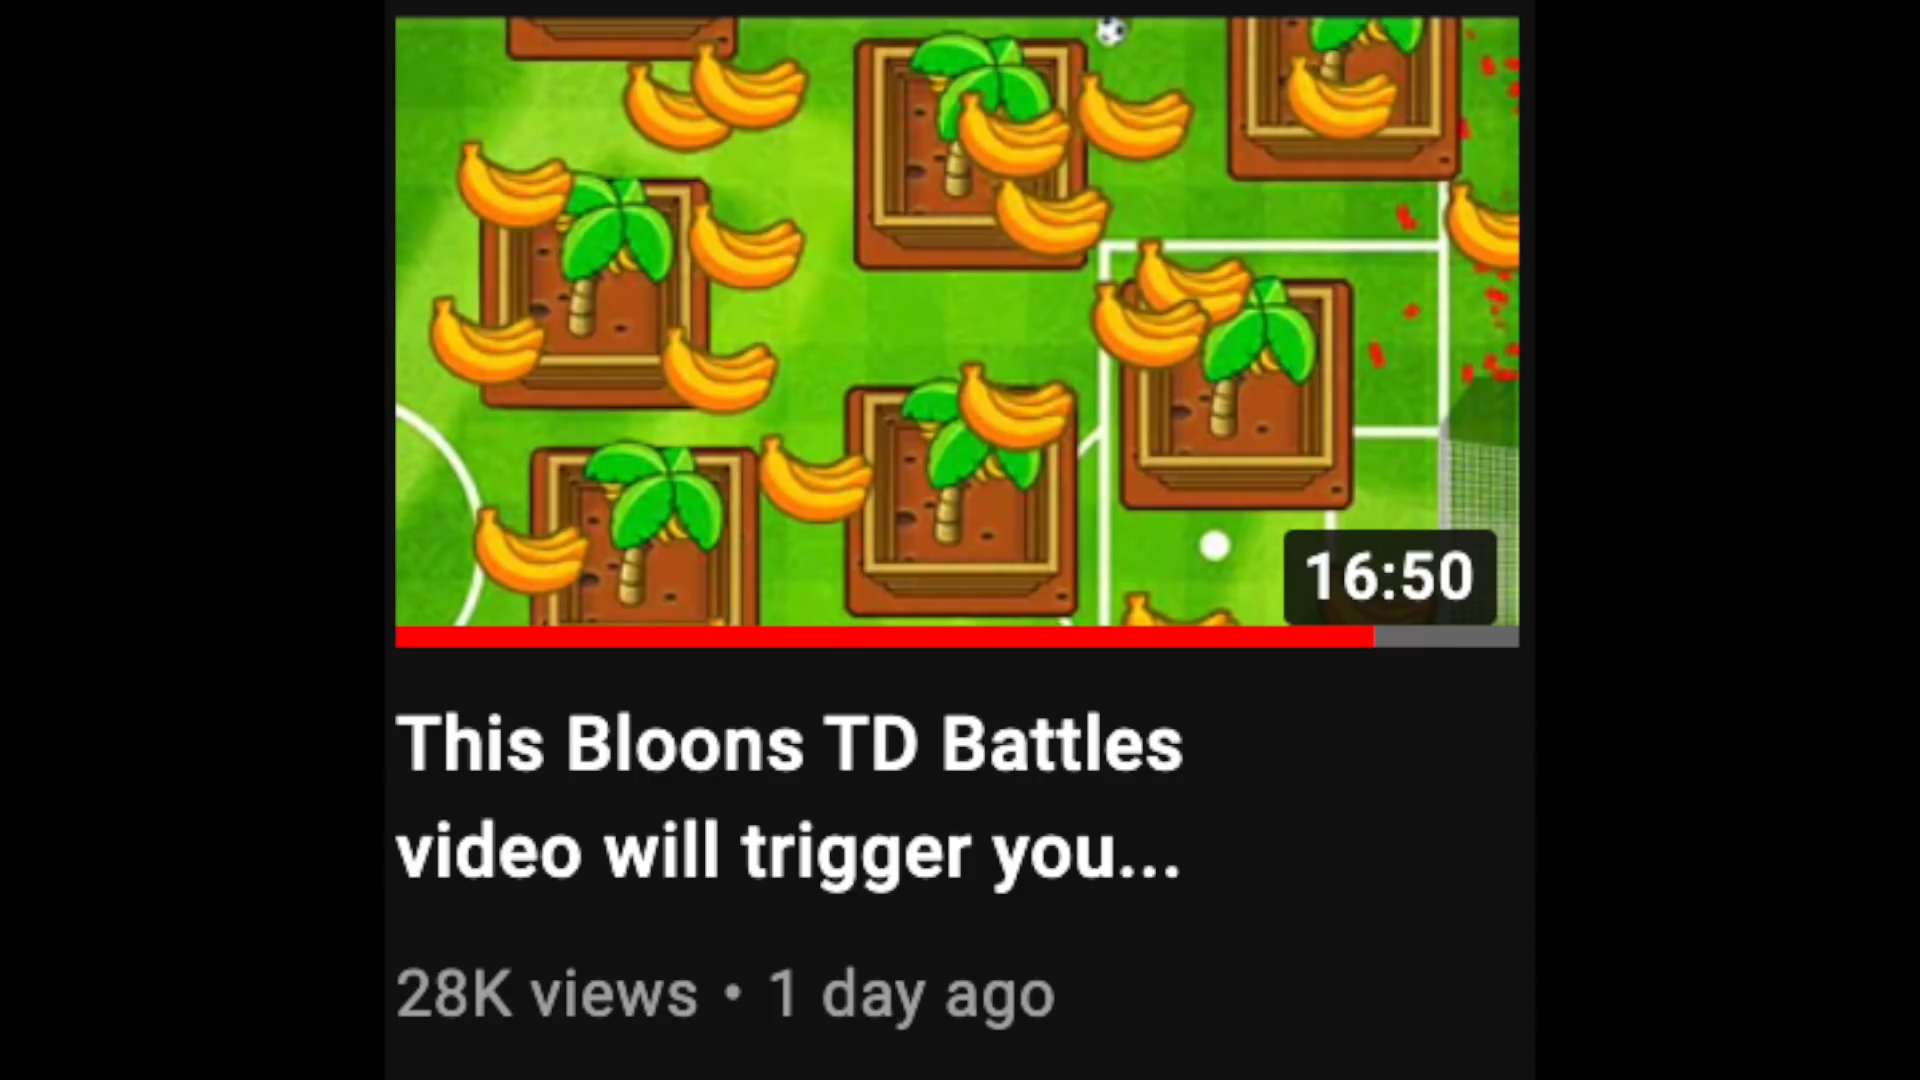 16:50
This Bloons TD Battles
video will trigger you...
28K views • 1 day ago